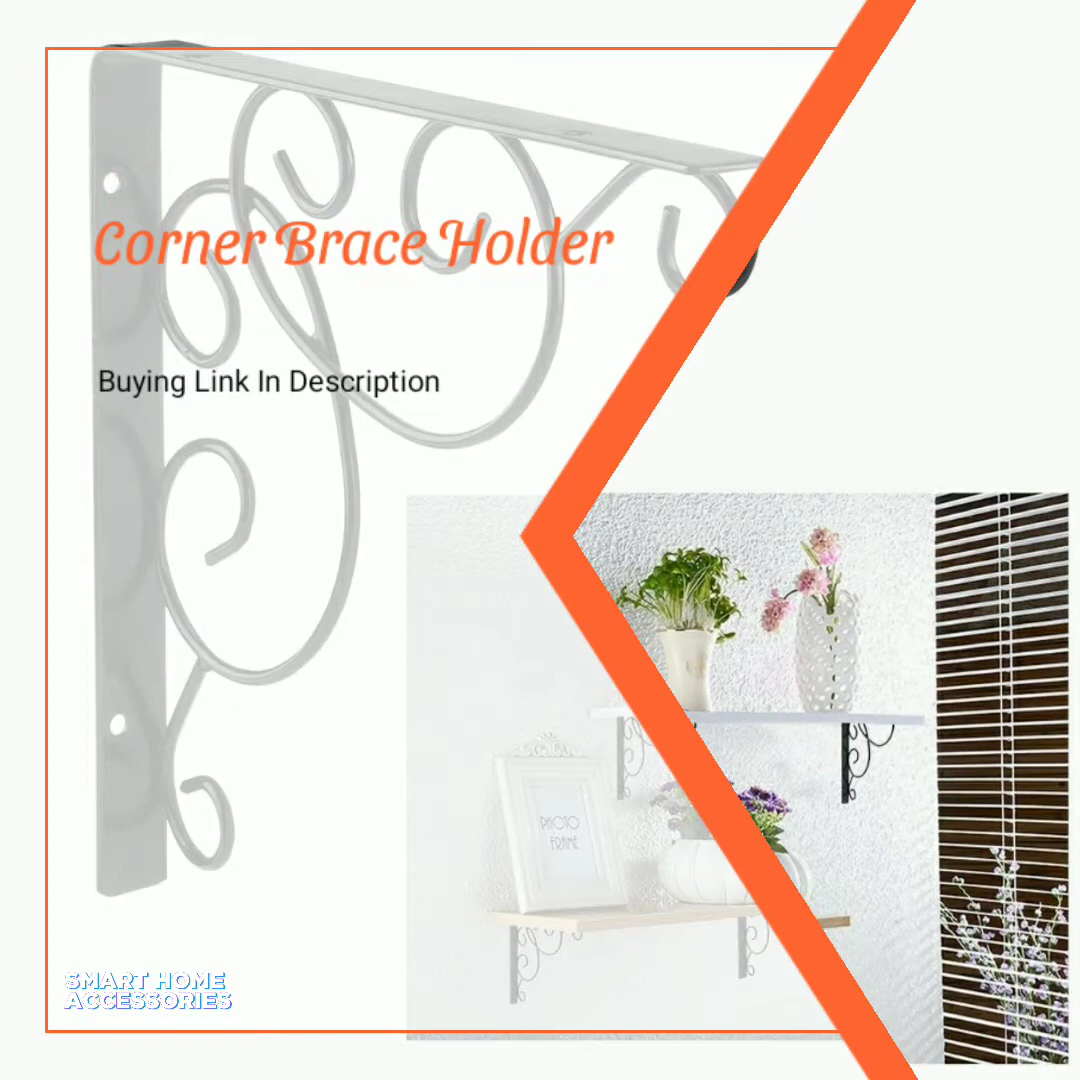 Corner Brace Holder
Buying Link In Description
PHOTO
FRAME
SMART HOME
ACCESSORIES